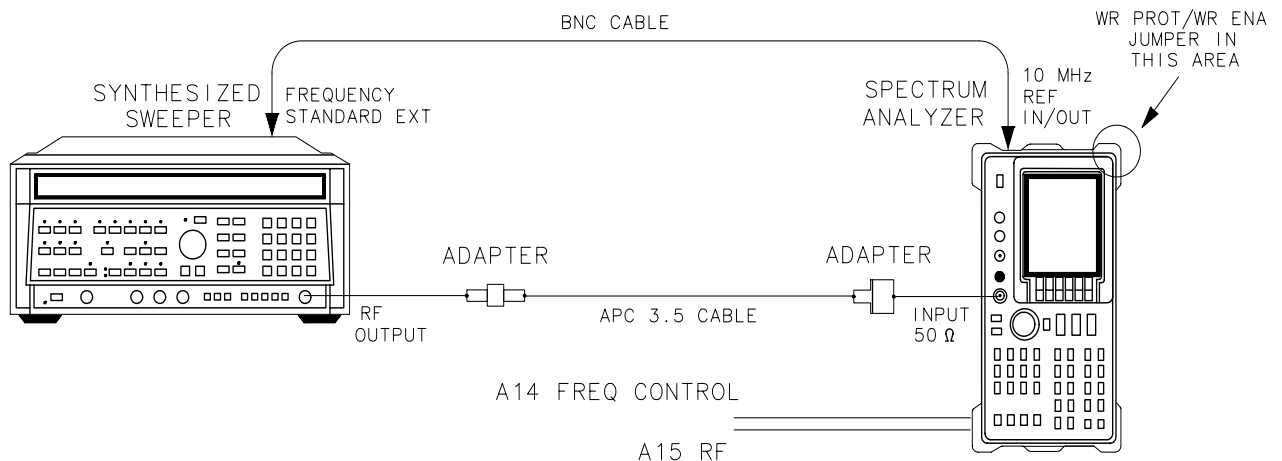 BNC CABLE
WR PROT/WR ENA
JUMPER IN
THIS AREA
SYNTHESIZED
SWEEPER
FREQUENCY
STANDARD EXT
SPECTRUM
ANALYZER
10 MHz
REF
IN/OUT
ADAPTER
ADAPTER
RF
OUTPUT
APC 3.5 CABLE
INPUT
50 Ω
A14 FREQ CONTROL
A15 RF